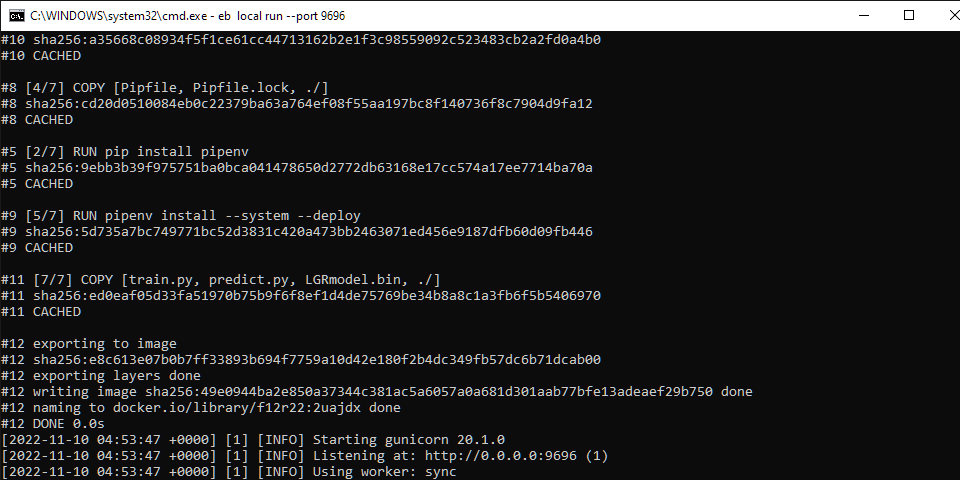 C:\WINDOWS\system32\cmd.exe - eb  local run --port 9696
#10 sha256:a35668c08934f5f1ce61cc44713162b2e1f3c98559092c523483cb2a2fd0a4b0
#10 CACHED
#8 [4/7] COPY [Pipfile, Pipfile.lock, ./]
#8 sha256:cd20d0510084eb0c22379ba63a764ef08f55aa197bc8f140736f8c7904d9fa12
#8 CACHED
#5 [2/7] RUN pip install pipenv
#5 sha256:9ebb3b39f975751ba0bca041478650d2772db63168e17cc574a17ee7714ba70a
#5 CACHED
#9 [5/7] RUN pipenv install --system --deploy
#9 sha256:5d735a7bc749771bc52d3831c420a473bb2463071ed456e9187dfb60d09fb446
#9 CACHED
#11 [7/7] COPY [train.py, predict.py, LGRmodel.bin, ./]
#11 sha256:ed0eaf05d33fa51970b75b9f6f8ef1d4de75769be34b8a8c1a3fb6f5b5406970
#11 CACHED
#12 exporting to image
#12 sha256:e8c613e07b0b7ff33893b694f7759a10d42e180f2b4dc349fb57dc6b71dcab00
#12 exporting layers done
#12 writing image sha256:49e0944ba2e850a37344c381ac5a6057a0a681d301aab77bfe13adeaef29b750 done
#12 naming to docker.io/library/f12r22:2uajdx done
#12 DONE 0.0s
[2022-11-10 04:53:47 +0000] [1] [INFO] Starting gunicorn 20.1.0
[2022-11-10 04:53:47 +0000] [1] [INFO] Listening at: http://0.0.0.0:9696 (1)
[2022-11-10 04:53:47 +0000] [1] [INFO] Using worker: sync